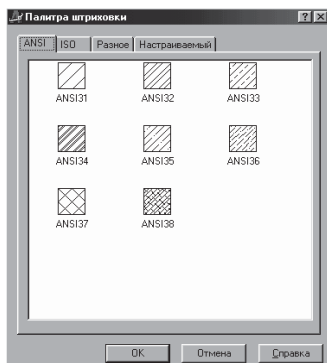 Палитра штриховки
ANSI ISO Разное Настраиваемый
ANSI31 ANSI32 ANSI33
ANSI34 ANSI35 ANSI36
ANSI37 ANSI38
OK Отмена Справка